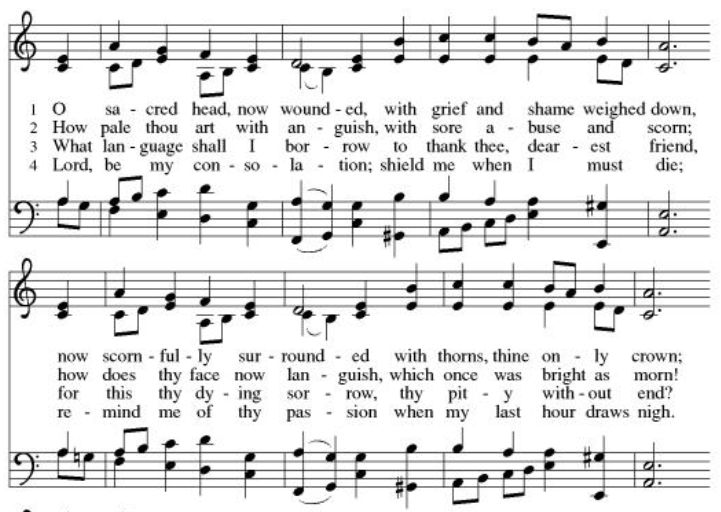 1 O sa - cred head, now wound - ed, with grief and shame weighed down,
2 How pale thou art with an - guish, with sore a - buse and scorn;
3 What lan - guage shall I bor - row to thank thee, dear - est friend,
4 Lord, be my con - so - la - tion; shield me when I must die;
now scorn - ful - ly sur - round - ed with thorns, thine on - ly crown;
how does thy face now lan - guish, which once was bright as morn!
for this thy dy - ing sor - row, thy pit - y with - out end?
re - mind me of thy pas - sion when my last hour draws nigh.